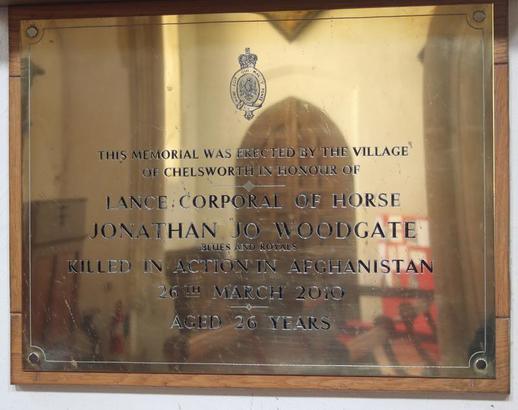 THIS MEMORIAL WAS ERECTED BY THE VILLAGE
OF CHELSWORTH IN HONOUR OF
LANCE CORPORAL OF HORSE
JONATHAN JO WOODGATE
BLUES AND ROYALS
KILLED IN ACTION IN AFGHANISTAN
26TH MARCH 2010
AGED 26 YEARS